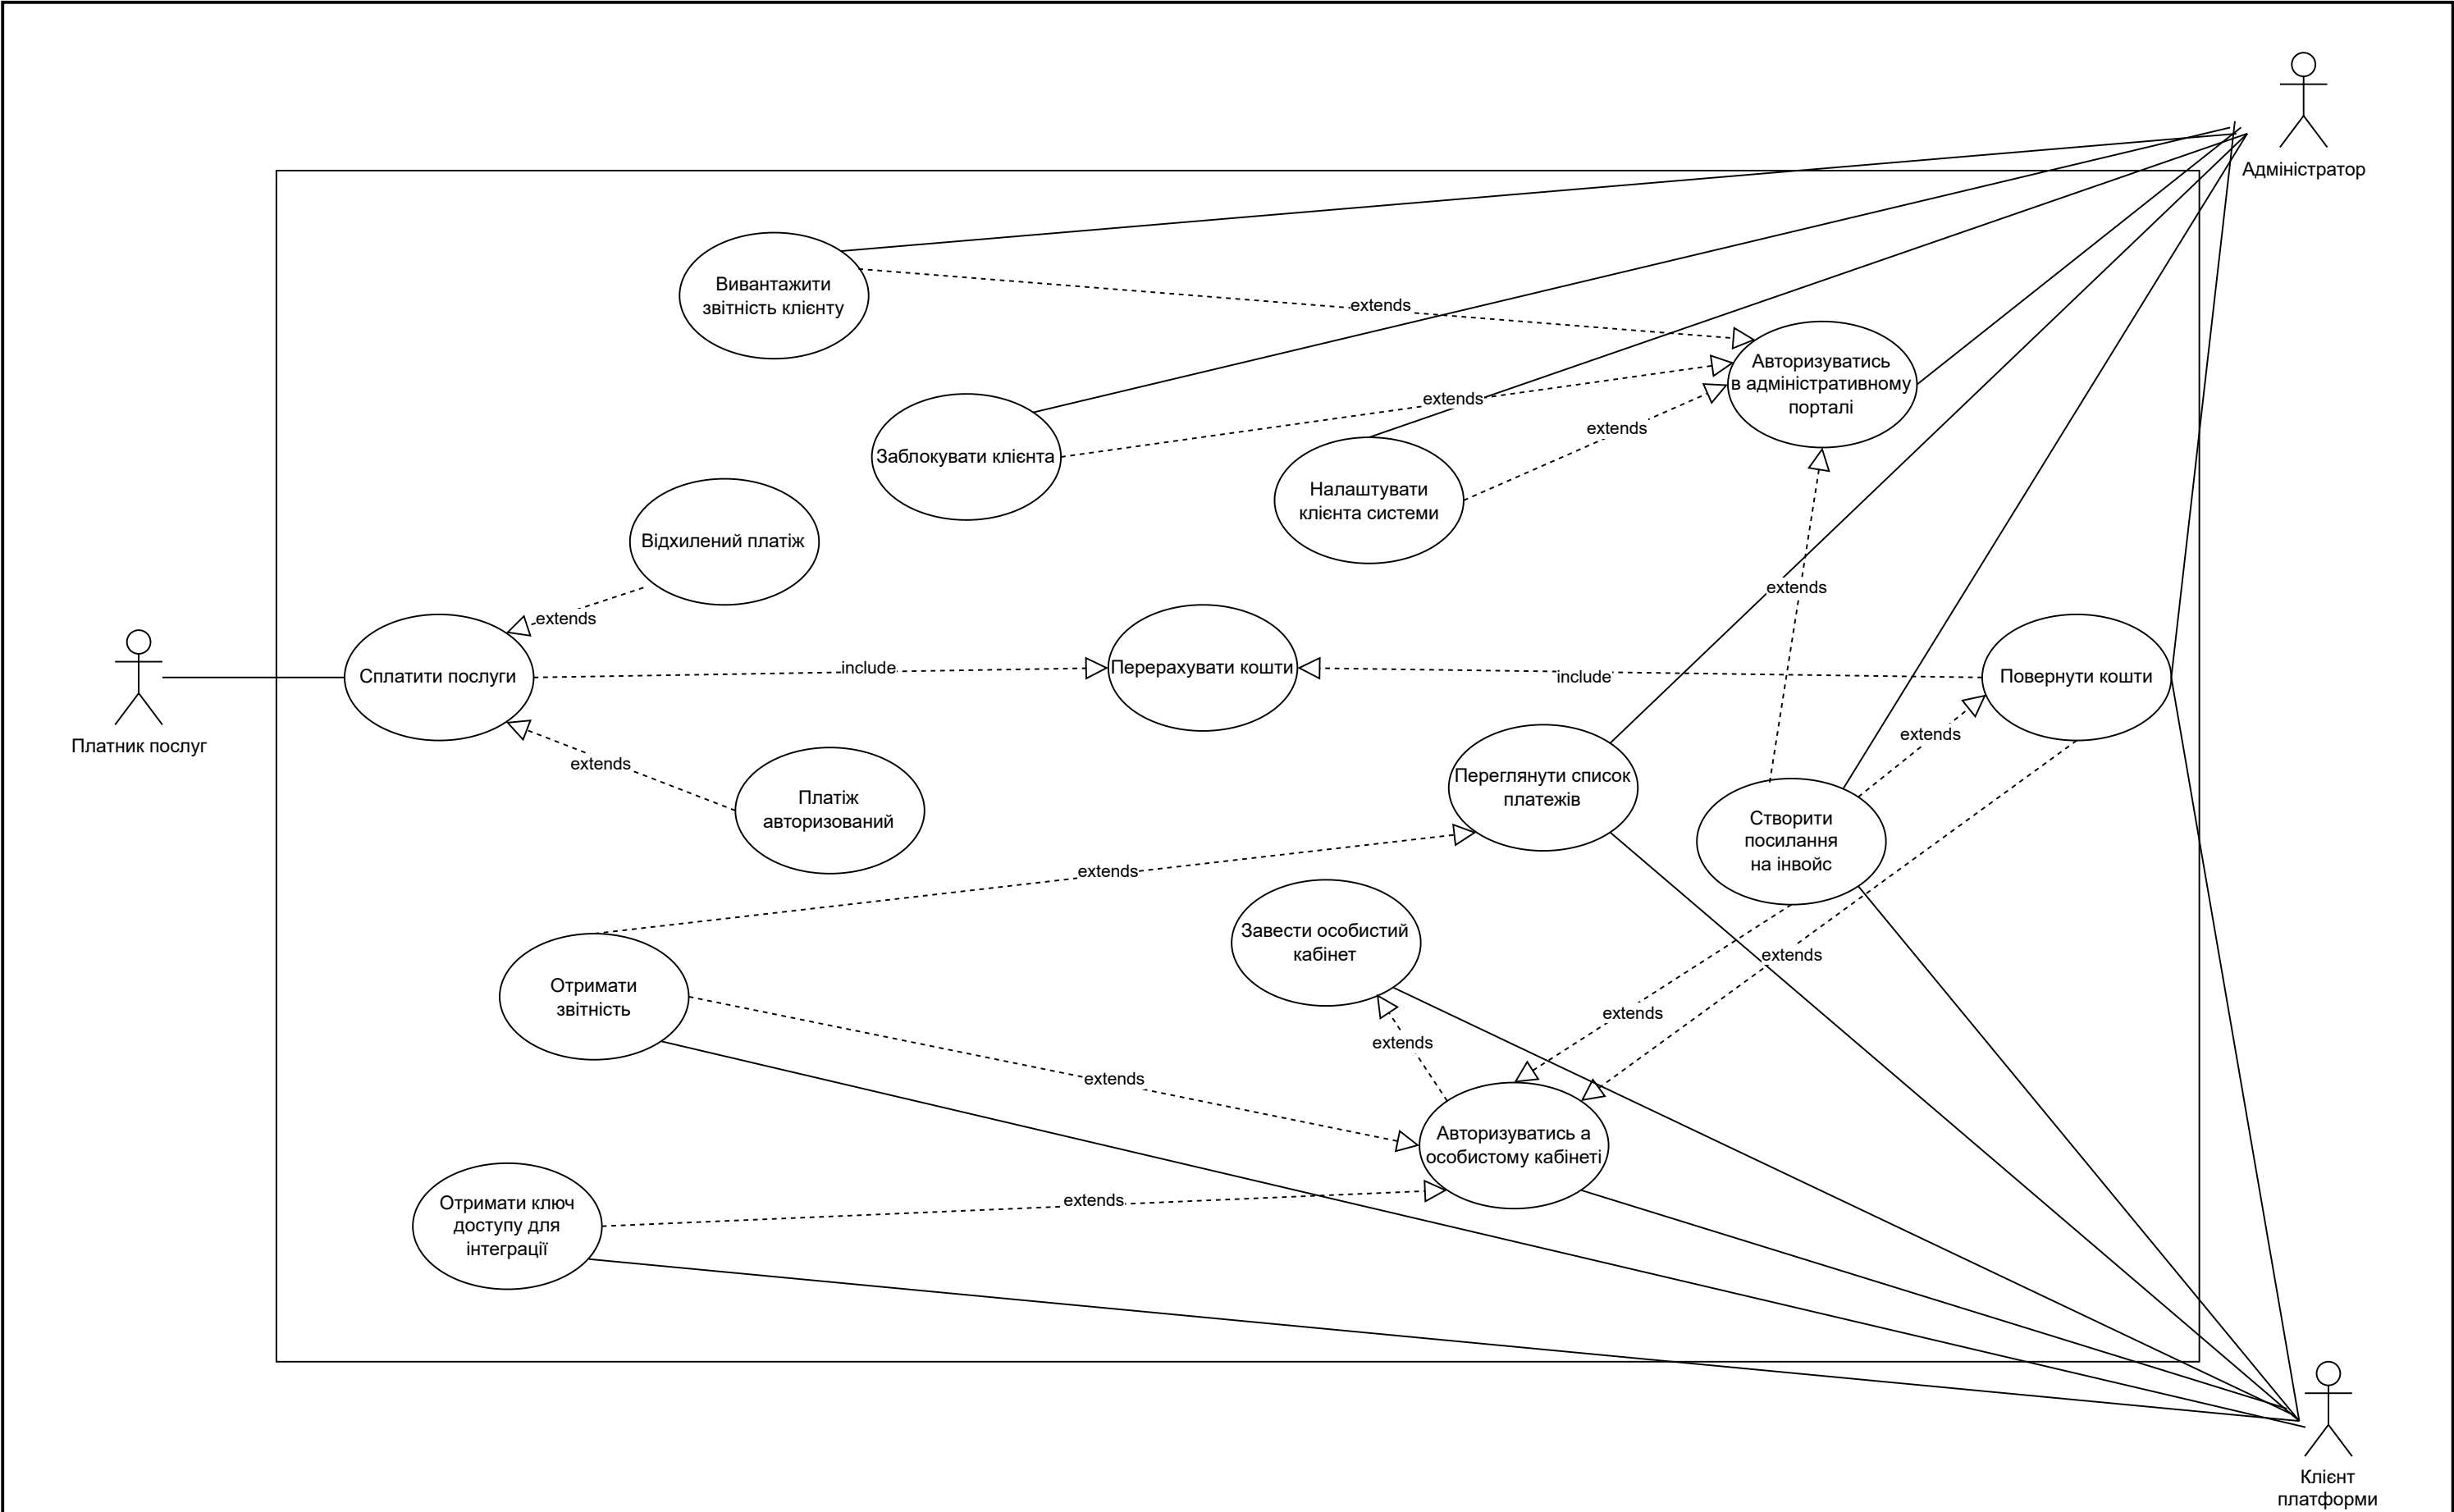 Адміністратор
Вивантажити
звітність клієнту
extends
Авторизуватись
в адміністративному
порталі
extends
extends
Заблокувати клієнта
Налаштувати
клієнта системи
Відхилений платіж
extends
extends
Сплатити послуги
include
Перерахувати кошти
include
Повернути кошти
Платник послуг
extends
extends
Платіж
авторизований
Переглянути список
платежів
Створити
посилання
на інвойс
extends
Завести особистий
кабінет
extends
Отримати
звітність
extends
extends
extends
Авторизуватись а
особистому кабінеті
extends
Отримати ключ
доступу для
інтеграції
Клієнт
платформи